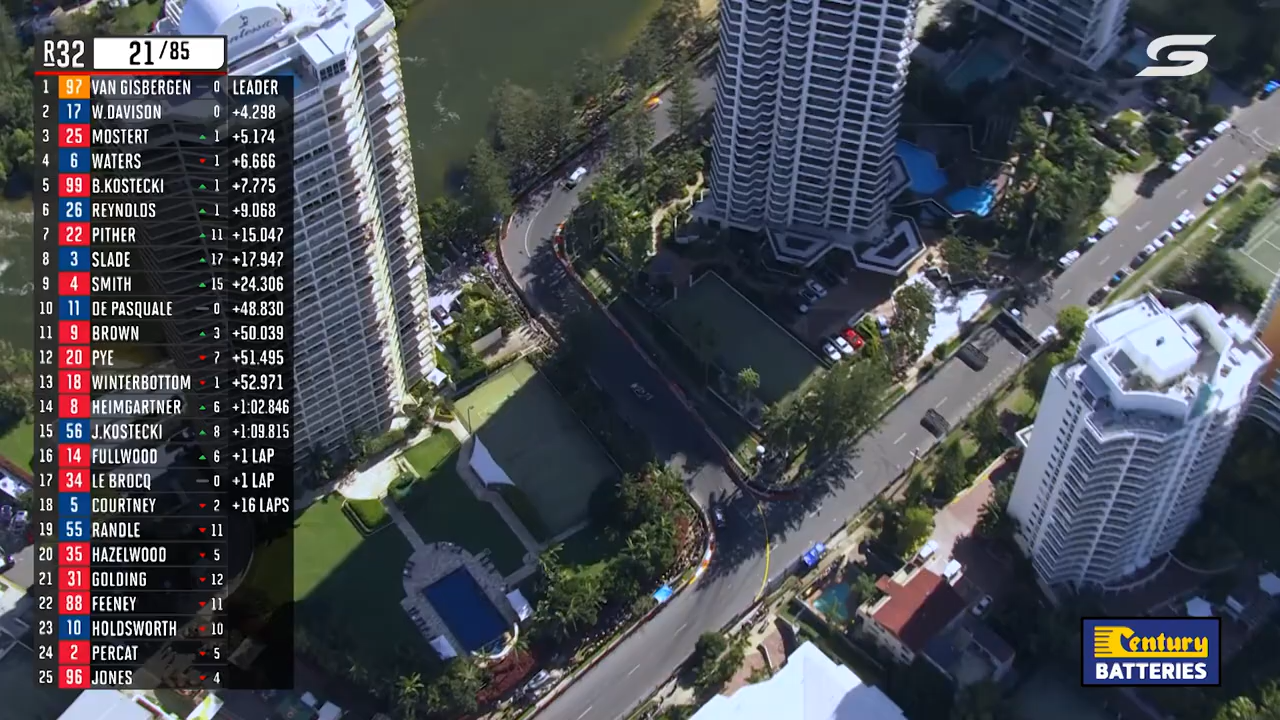 R32 21/85
1 97 VAN GISBERGEN 0 LEADER
2 17 W.DAVISON 0 +4.298
3 25 MOSTERT 1 +5.174
4 6 WATERS 1 +6.666
5 99 B.KOSTECKI 1 +7.775
6 26 REYNOLDS 1 +9.068
7 22 PITHER 11 +15.047
8 3 SLADE 17 +17.947
9 4 SMITH 15 +24.306
10 11 DE PASQUALE 0 +48.830
11 9 BROWN 3 +50.039
12 20 PYE 7 +51.495
13 18 WINTERBOTTOM 1 +52.971
14 8 HEIMGARTNER 6 +1:02.846
15 56 J.KOSTECKI 8 +1:09.815
16 14 FULLWOOD 6 +1 LAP
17 34 LE BROCQ 0 +1 LAP
18 5 COURTNEY 2 +16 LAPS
19 55 RANDLE 11
20 35 HAZELWOOD 5
21 31 GOLDING 12
22 88 FEENEY 11
23 10 HOLDSWORTH 10
24 2 PERCAT 5
25 96 JONES 4
Century
BATTERIES